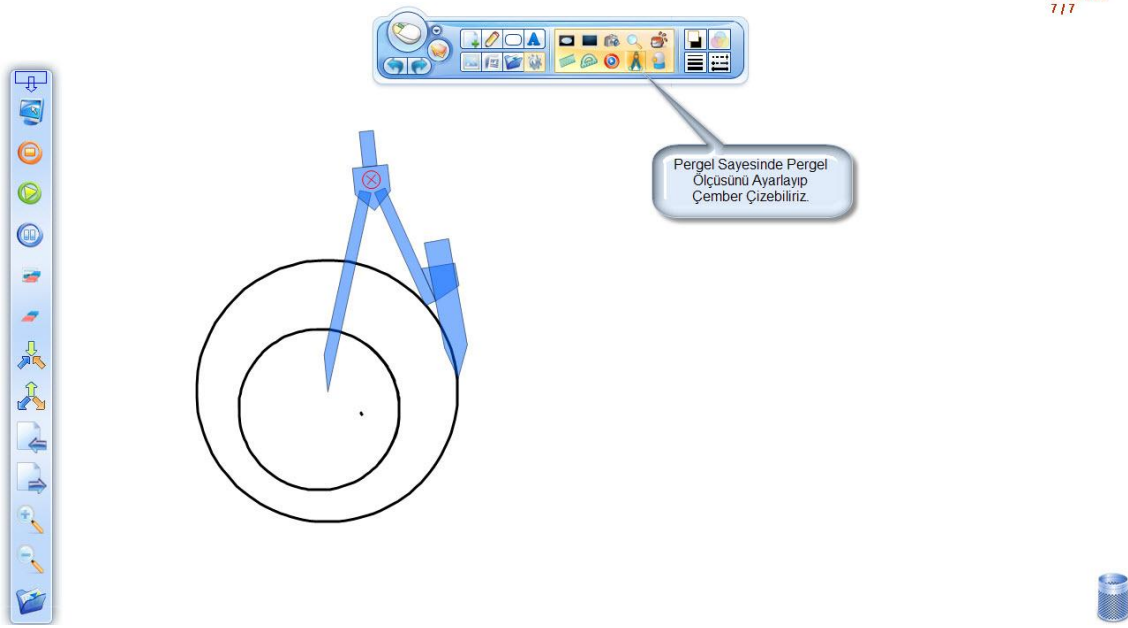 7 / 7
A
Pergel Sayesinde Pergel
Ölçüsünü Ayarlayıp
Çember Çizebiliriz.